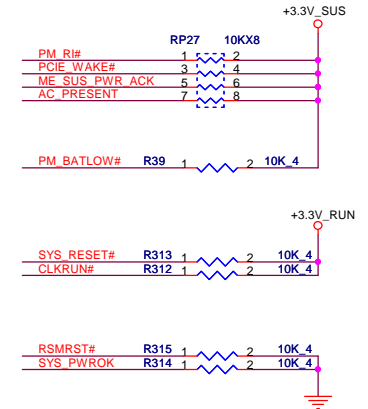 +3.3V_SUS
RP27 10KX8
PM_RI# 1 2
PCIE_WAKE# 3 4
ME_SUS_PWR_ACK 5 6
AC_PRESENT 7 8
PM_BATLOW# R39 1 2 10K_4
+3.3V_RUN
SYS_RESET# R313 1 2 10K_4
CLKRUN# R312 1 2 10K_4
RSMRST# R315 1 2 10K_4
SYS_PWROK R314 1 2 10K_4